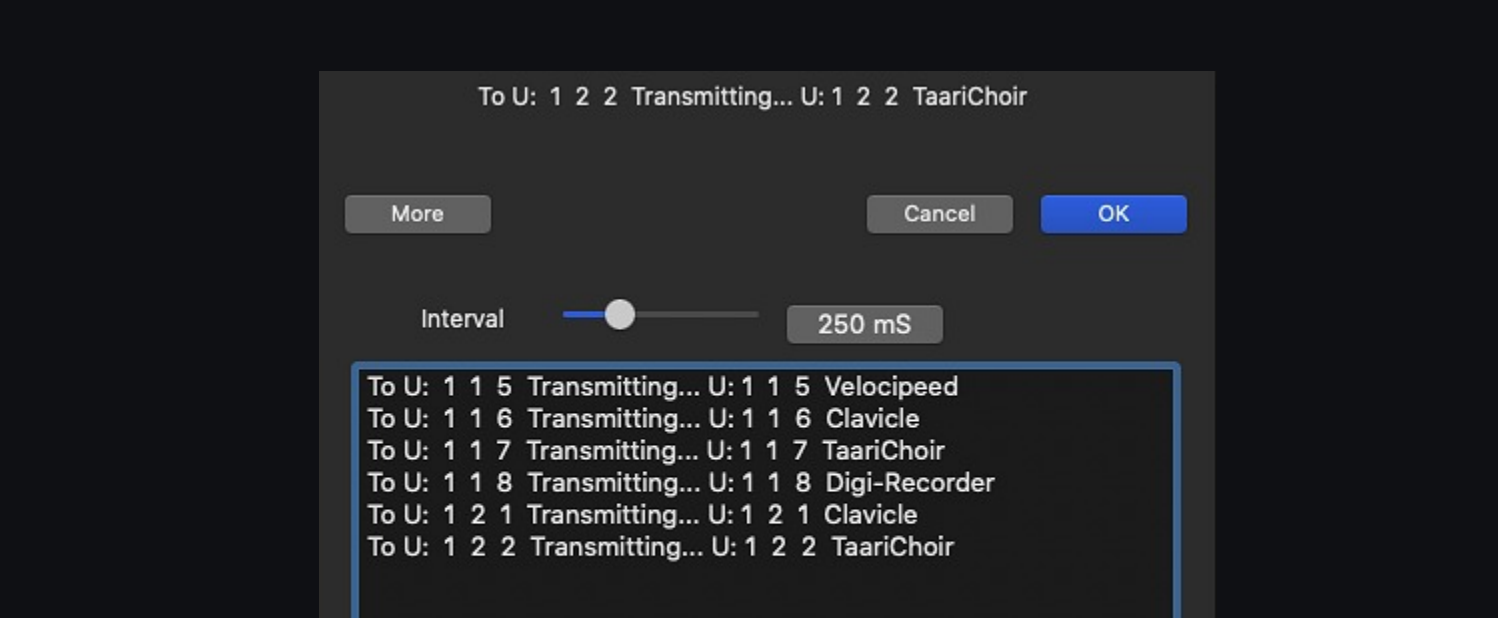 To U: 1 2 2 Transmitting... U: 1 2 2 TaariChoir
More Cancel OK
Interval 250 mS
To U: 1 1 5 Transmitting... U: 1 1 5 Velocipeed
To U: 1 1 6 Transmitting... U: 1 1 6 Clavicle
To U: 1 1 7 Transmitting... U: 1 1 7 TaariChoir
To U: 1 1 8 Transmitting... U: 1 1 8 Digi-Recorder
To U: 1 2 1 Transmitting... U: 1 2 1 Clavicle
To U: 1 2 2 Transmitting... U: 1 2 2 TaariChoir